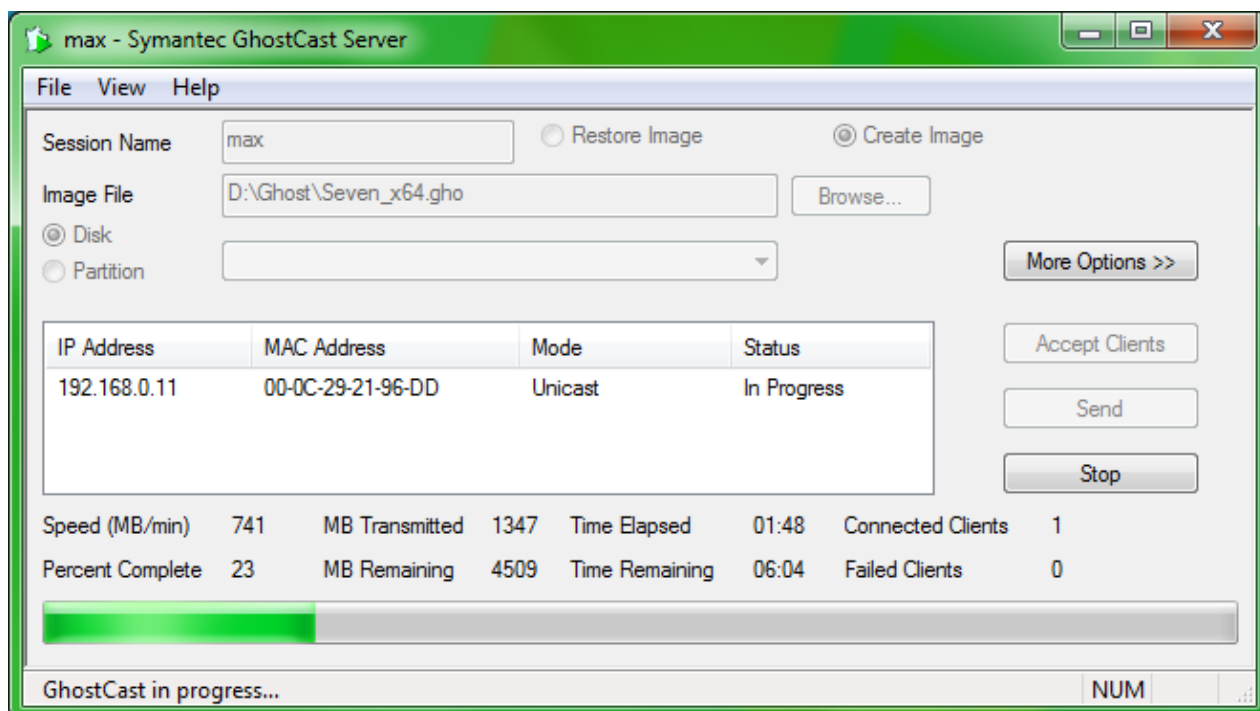 max - Symantec GhostCast Server
File View Help
Session Name max Restore Image Create Image
Image File D:\Ghost\Seven_x64.gho Browse...
Disk
Partition More Options >>
IP Address MAC Address Mode Status Accept Clients
192.168.0.11 00-0C-29-21-96-DD Unicast In Progress
Send
Stop
Speed (MB/min) 741 MB Transmitted 1347 Time Elapsed 01:48 Connected Clients 1
Percent Complete 23 MB Remaining 4509 Time Remaining 06:04 Failed Clients 0
GhostCast in progress... NUM